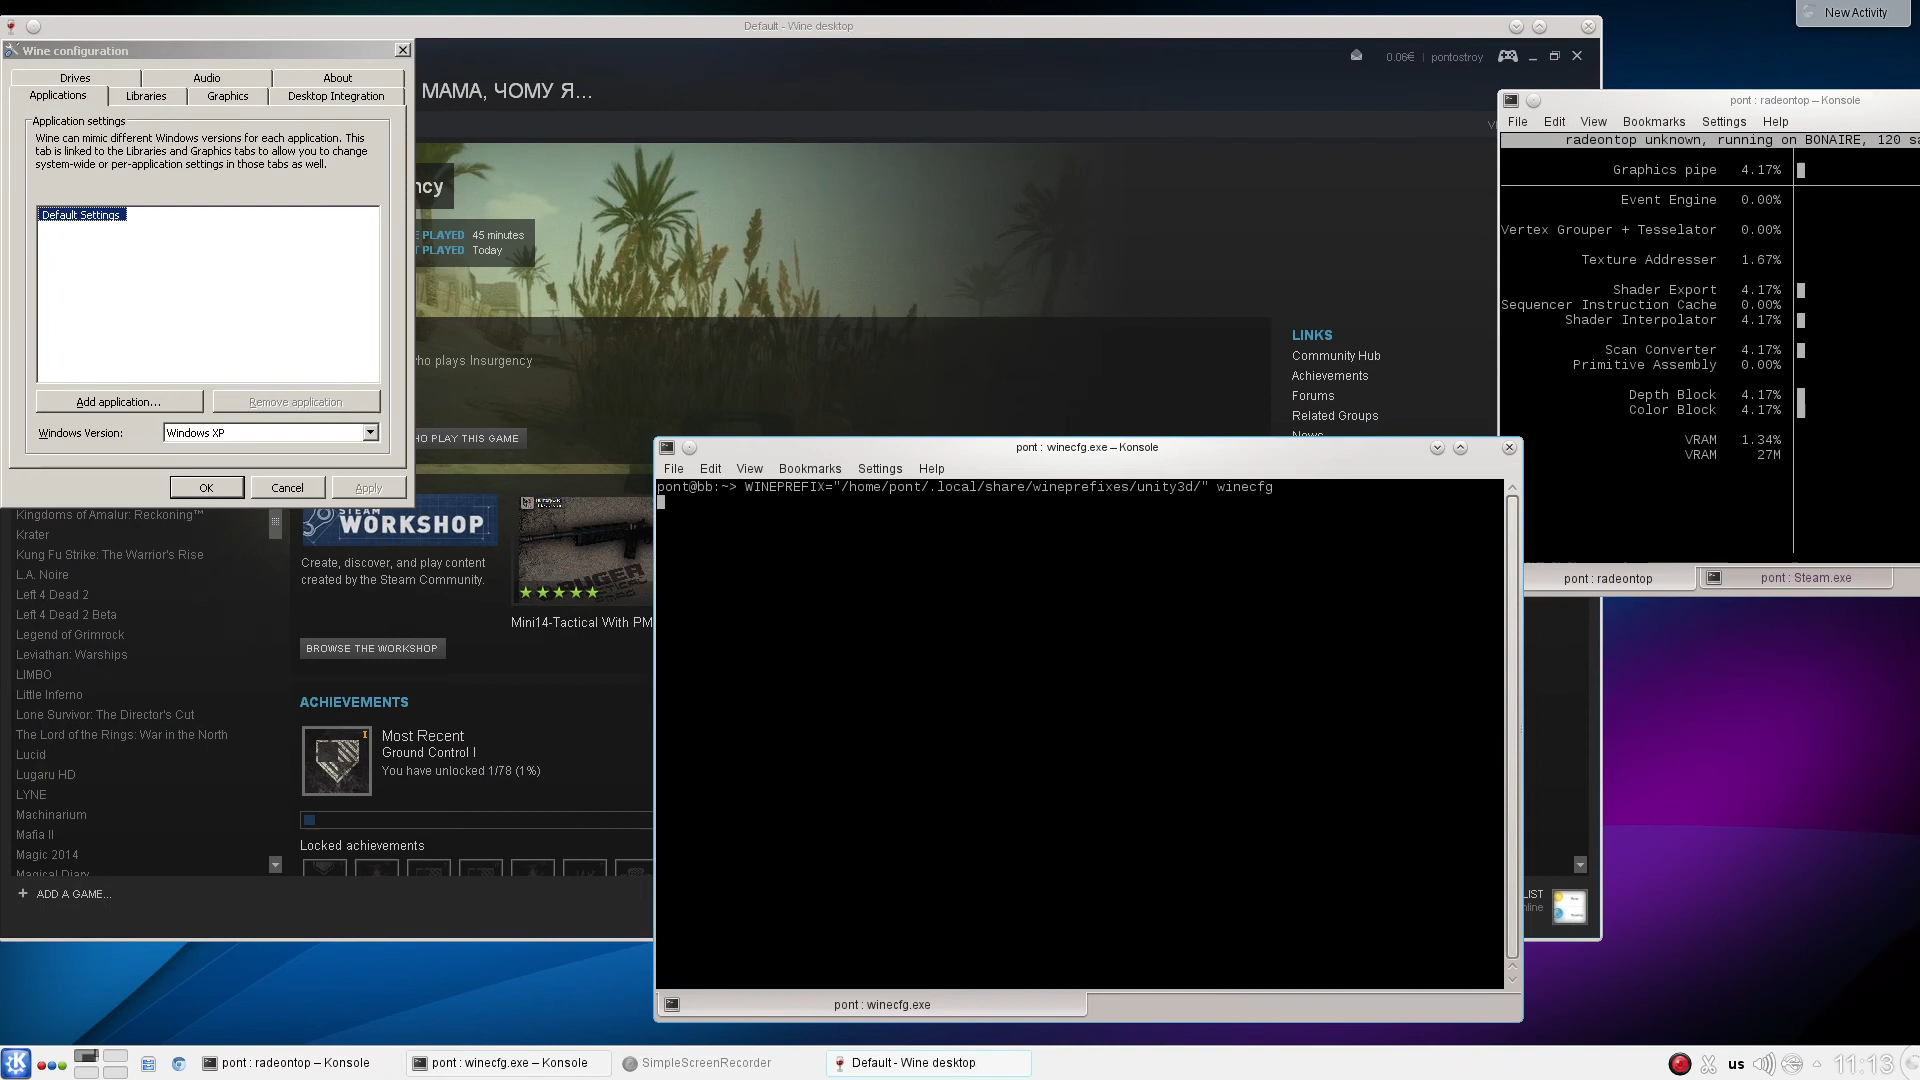 New Activity
Default - Wine desktop
Wine configuration
Drives
Audio
About
Applications
Libraries
Graphics
Desktop Integration
Application settings
Wine can mimic different Windows versions for each application. This
tab is linked to the Libraries and Graphics tabs to allow you to change
system-wide or per-application settings in those tabs as well.
Default Settings
Add application...
Remove application
Windows Version:
Windows XP
OK
Cancel
Apply
0.06€ | pontostroy
МАМА, ЧОМУ Я...
ncy
PLAYED 45 minutes
PLAYED Today
ho plays Insurgency
HO PLAY THIS GAME
LINKS
Community Hub
Achievements
Forums
Related Groups
News
pont : radeontop – Konsole
File
Edit
View
Bookmarks
Settings
Help
radeontop unknown, running on BONAIRE, 120 sa
Graphics pipe 4.17%
Event Engine 0.00%
Vertex Grouper + Tesselator 0.00%
Texture Addresser 1.67%
Shader Export 4.17%
Sequencer Instruction Cache 0.00%
Shader Interpolator 4.17%
Scan Converter 4.17%
Primitive Assembly 0.00%
Depth Block 4.17%
Color Block 4.17%
VRAM 1.34%
VRAM 27M
pont : radeontop
pont : Steam.exe
pont : winecfg.exe – Konsole
File
Edit
View
Bookmarks
Settings
Help
pont@bb:~> WINEPREFIX="/home/pont/.local/share/wineprefixes/unity3d/" winecfg
pont : winecfg.exe
Kingdoms of Amalur: Reckoning™
Krater
Kung Fu Strike: The Warrior's Rise
L.A. Noire
Left 4 Dead 2
Left 4 Dead 2 Beta
Legend of Grimrock
Leviathan: Warships
LIMBO
Little Inferno
Lone Survivor: The Director's Cut
The Lord of the Rings: War in the North
Lucid
Lugaru HD
LYNE
Machinarium
Mafia II
Magic 2014
Magical Diary
ADD A GAME...
STEAM
WORKSHOP
Create, discover, and play content
created by the Steam Community.
BROWSE THE WORKSHOP
Mini14-Tactical With PM
ACHIEVEMENTS
Most Recent
Ground Control I
You have unlocked 1/78 (1%)
Locked achievements
LIST
nline
pont : radeontop – Konsole
pont : winecfg.exe – Konsole
SimpleScreenRecorder
Default - Wine desktop
us
11:13